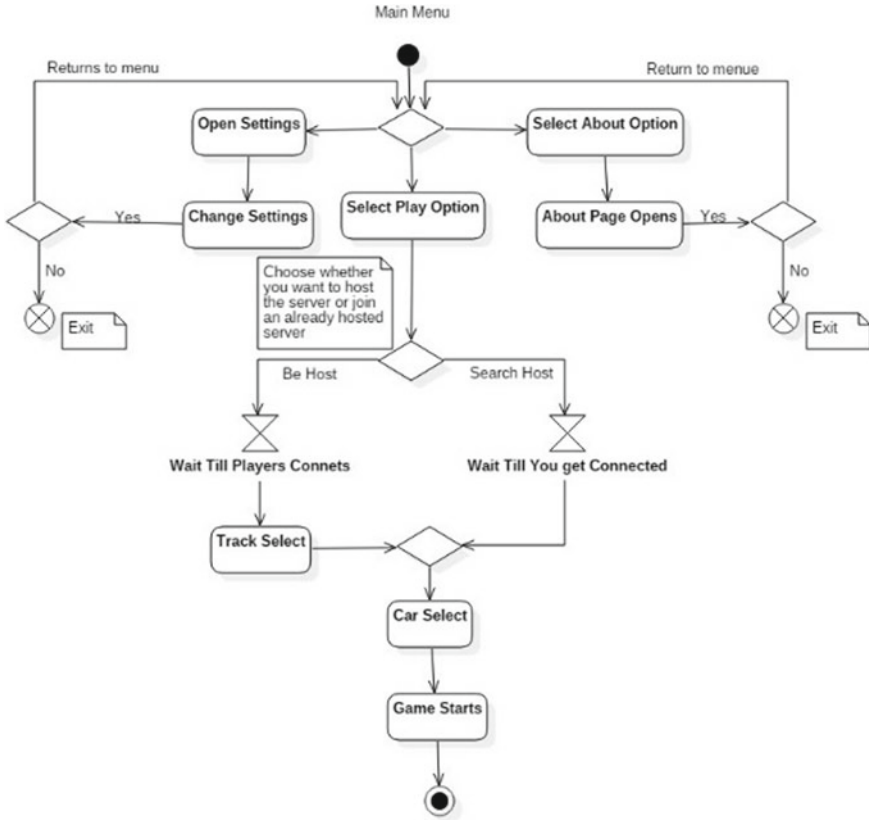 Main Menu
Returns to menu
Return to menue
Open Settings
Select About Option
Change Settings
Select Play Option
About Page Opens
Yes
Yes
No
No
Exit
Exit
Choose whether
you want to host
the server or join
an already hosted
server
Be Host
Search Host
Wait Till Players Connets
Wait Till You get Connected
Track Select
Car Select
Game Starts